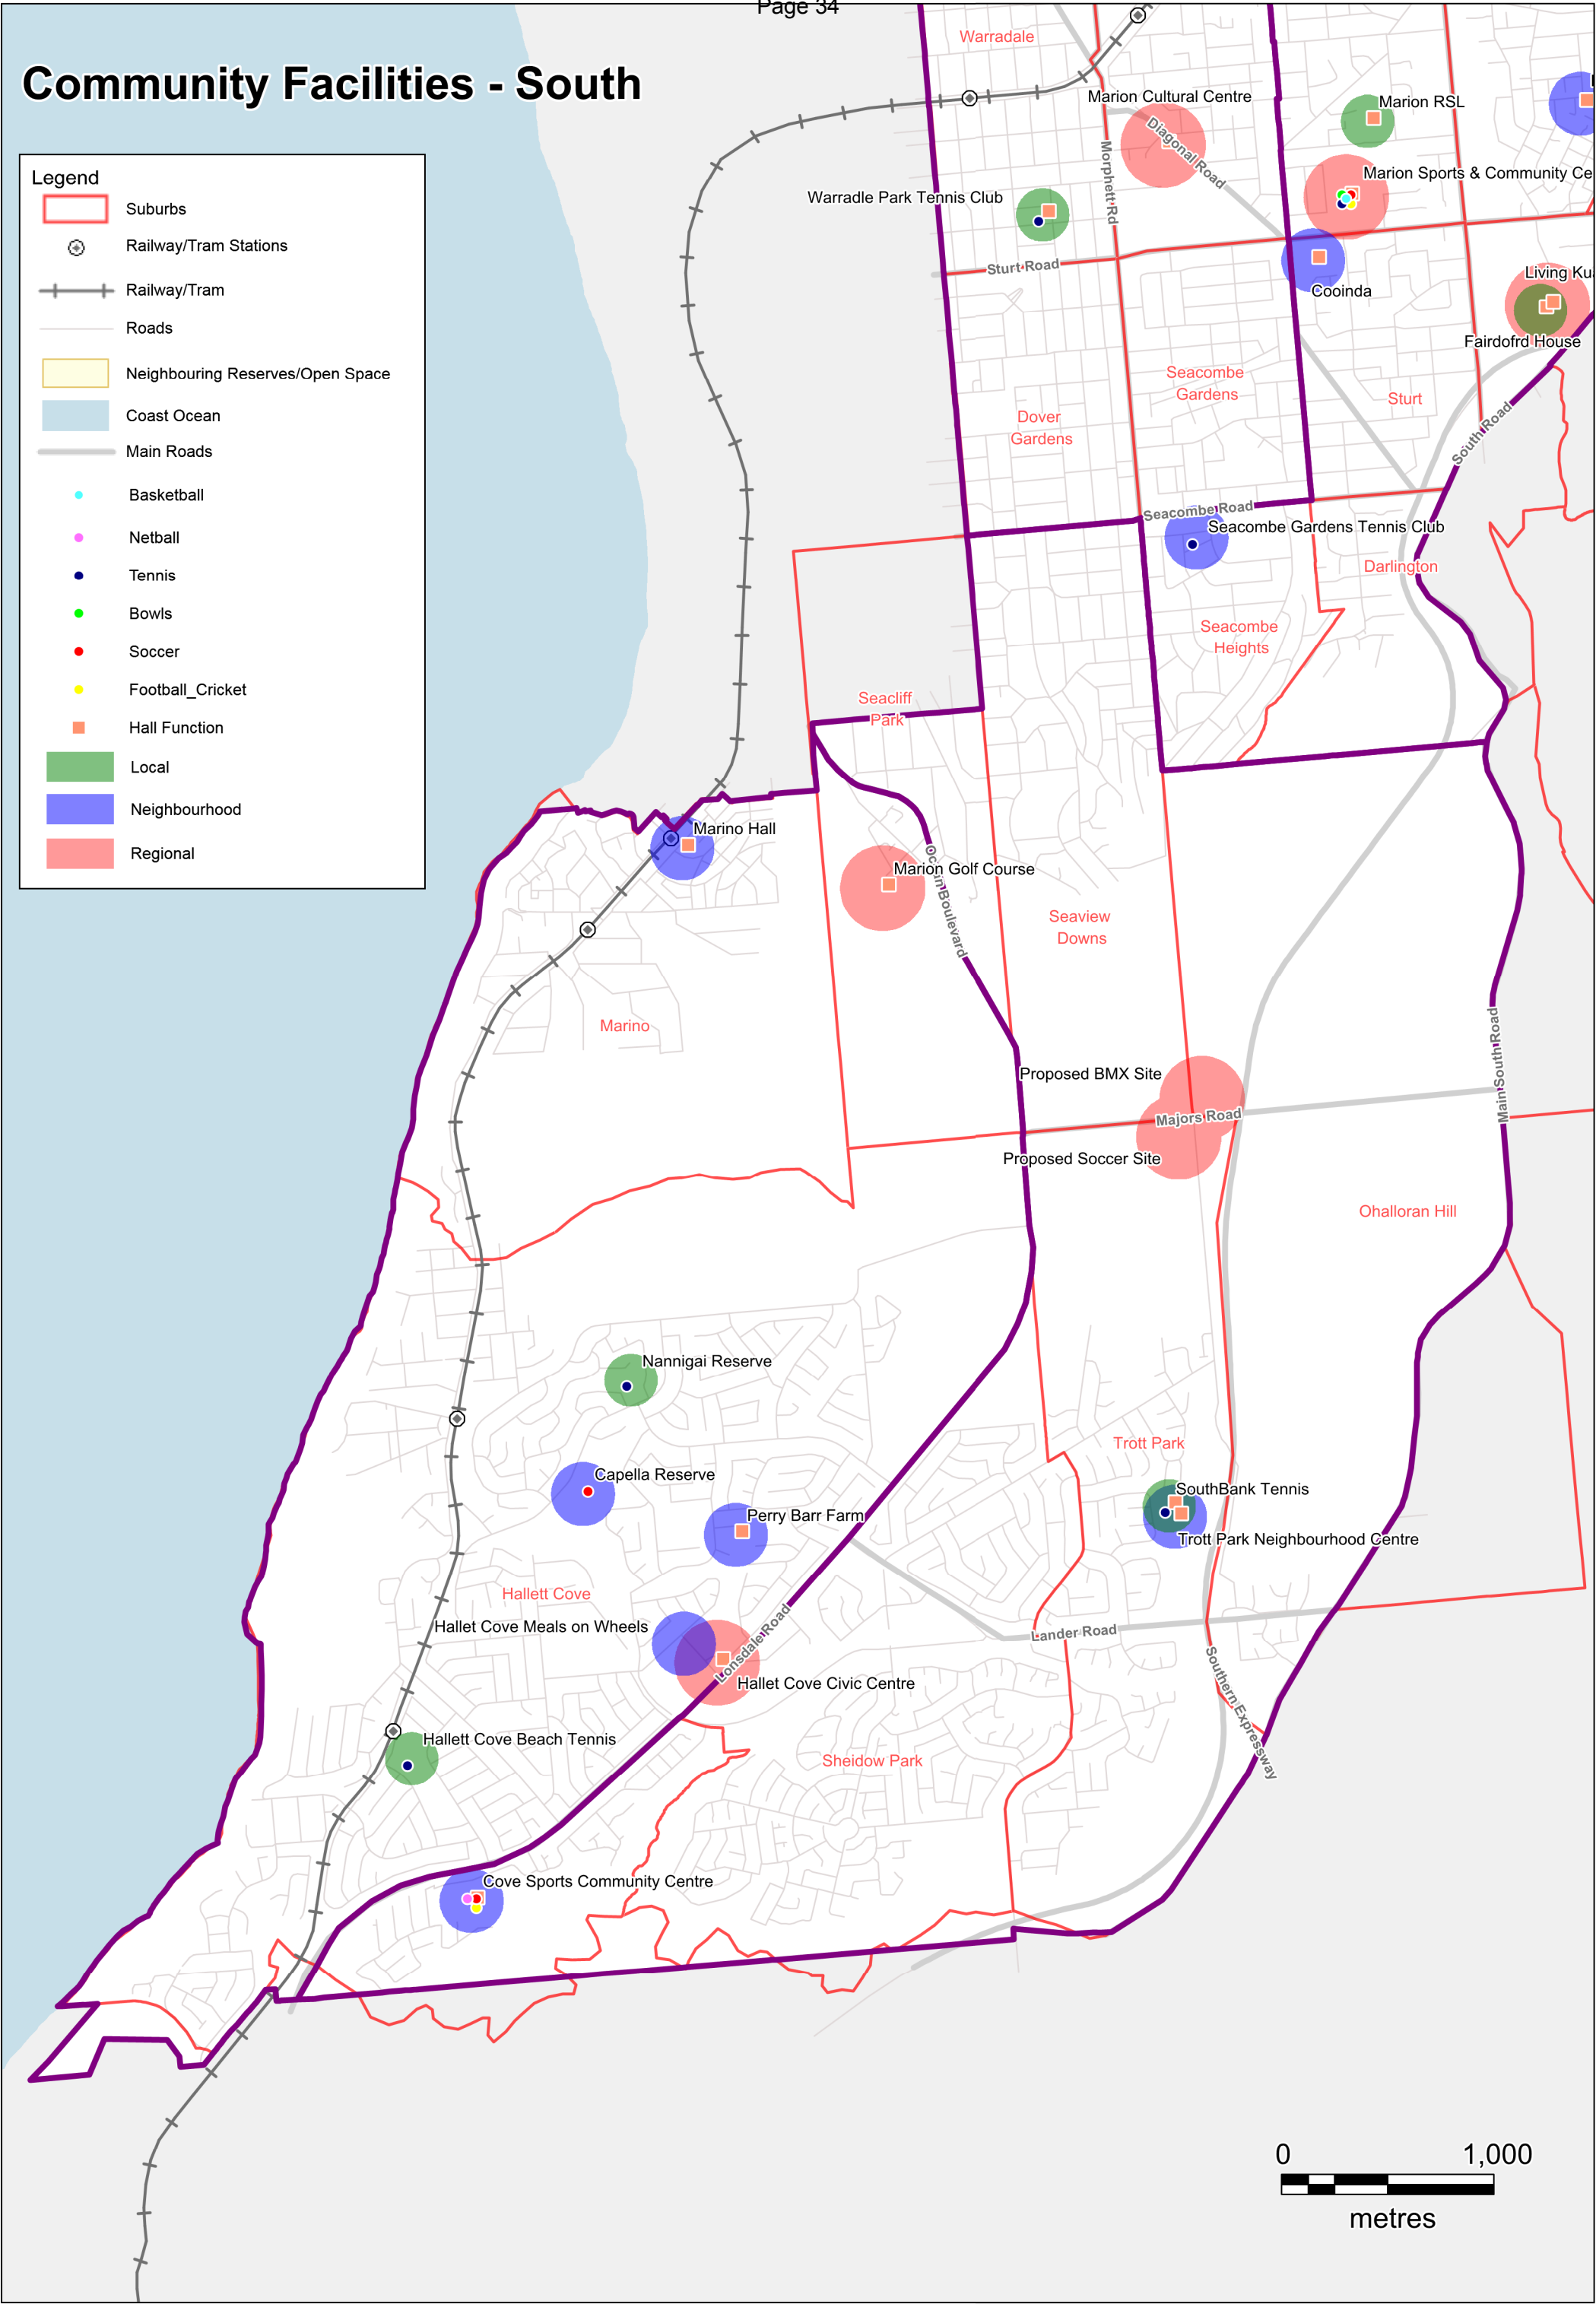 Page 34
Community Facilities - South
Legend
Suburbs
Railway/Tram Stations
Railway/Tram
Roads
Neighbouring Reserves/Open Space
Coast Ocean
Main Roads
Basketball
Netball
Tennis
Bowls
Soccer
Football_Cricket
Hall Function
Local
Neighbourhood
Regional
Warradale
Marion Cultural Centre
Marion RSL
Diagonal Road
Morphett Rd
Marion Sports & Community Ce
Warradle Park Tennis Club
Sturt Road
Cooinda
Living Ku
Fairdofrd House
Seacombe
Gardens
Sturt
Dover
Gardens
South Road
Seacombe Road
Seacombe Gardens Tennis Club
Darlington
Seacombe
Heights
Seacliff
Park
Marino Hall
Marion Golf Course
Ocean Boulevard
Seaview
Downs
Marino
Main South Road
Proposed BMX Site
Majors Road
Proposed Soccer Site
Ohalloran Hill
Nannigai Reserve
Trott Park
Capella Reserve
SouthBank Tennis
Perry Barr Farm
Trott Park Neighbourhood Centre
Hallett Cove
Hallet Cove Meals on Wheels
Lonsdale Road
Lander Road
Hallet Cove Civic Centre
Southern Expressway
Hallett Cove Beach Tennis
Sheidow Park
Cove Sports Community Centre
0 1,000
metres